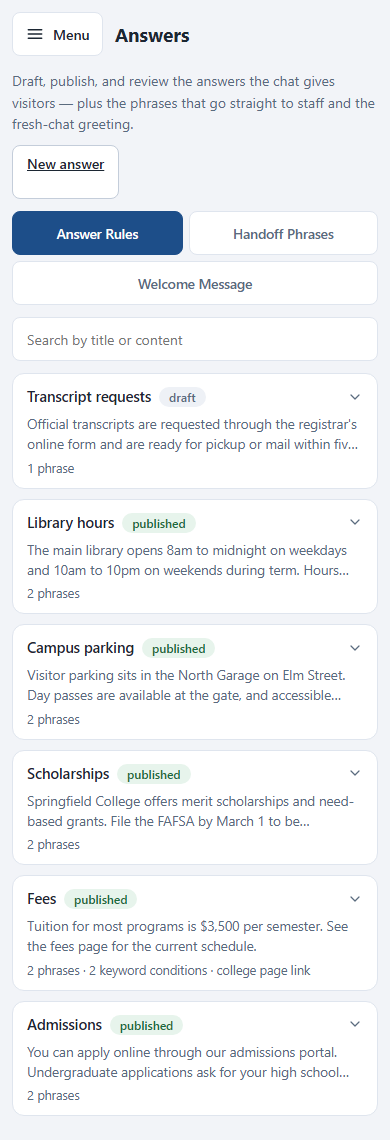 Menu
Answers
Draft, publish, and review the answers the chat gives
visitors — plus the phrases that go straight to staff and the
fresh-chat greeting.
New answer
Answer Rules
Handoff Phrases
Welcome Message
Search by title or content
Transcript requests draft
Official transcripts are requested through the registrar's
online form and are ready for pickup or mail within fiv...
1 phrase
Library hours published
The main library opens 8am to midnight on weekdays
and 10am to 10pm on weekends during term. Hours...
2 phrases
Campus parking published
Visitor parking sits in the North Garage on Elm Street.
Day passes are available at the gate, and accessible...
2 phrases
Scholarships published
Springfield College offers merit scholarships and need-
based grants. File the FAFSA by March 1 to be...
2 phrases
Fees published
Tuition for most programs is $3,500 per semester. See
the fees page for the current schedule.
2 phrases · 2 keyword conditions · college page link
Admissions published
You can apply online through our admissions portal.
Undergraduate applications ask for your high school...
2 phrases